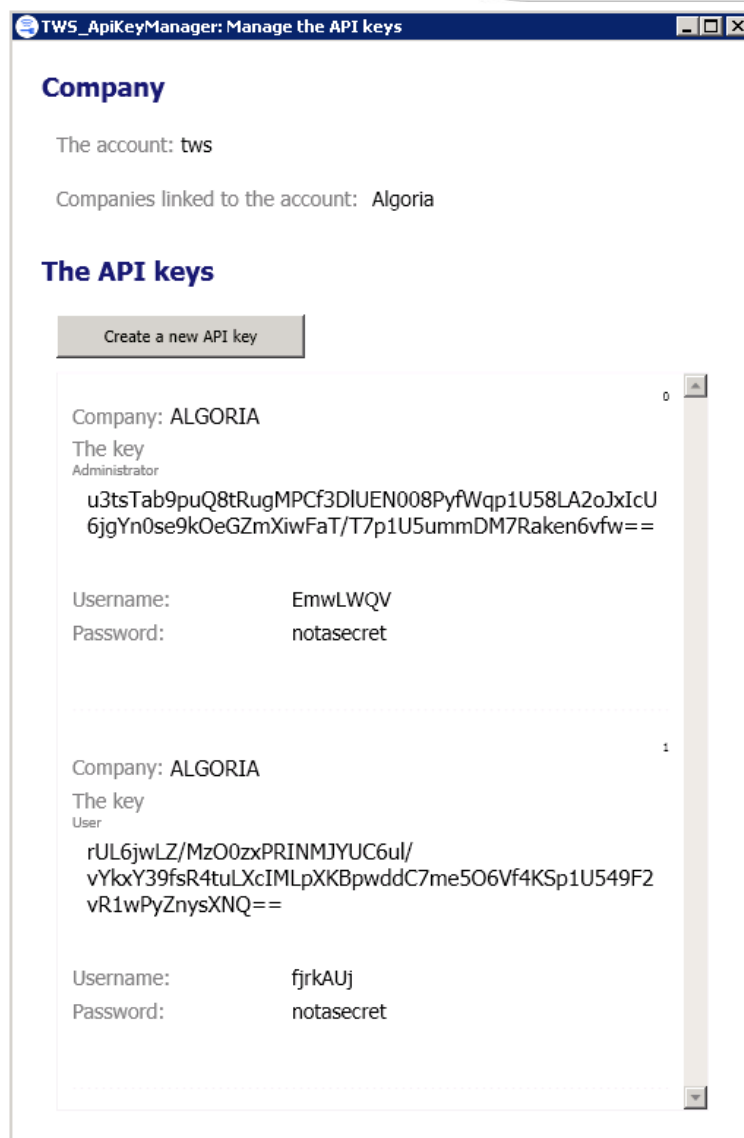 TWS_ApiKeyManager: Manage the API keys
Company
The account: tws
Companies linked to the account: Algoria
The API keys
Create a new API key
0
Company: ALGORIA
The key
Administrator
u3tsTab9puQ8tRugMPCf3DlUEN008PyfWqp1U58LA2oJxIcU
6jgYn0se9kOeGZmXiwFaT/T7p1U5ummDM7Raken6vfw==
Username: EmwLWQV
Password: notasecret
1
Company: ALGORIA
The key
User
rUL6jwLZ/MzO0zxPRINMJYUC6ul/
vYkxY39fsR4tuLXcIMLpXKBpwddC7me5O6Vf4KSp1U549F2
vR1wPyZnysXNQ==
Username: fjrkAUj
Password: notasecret